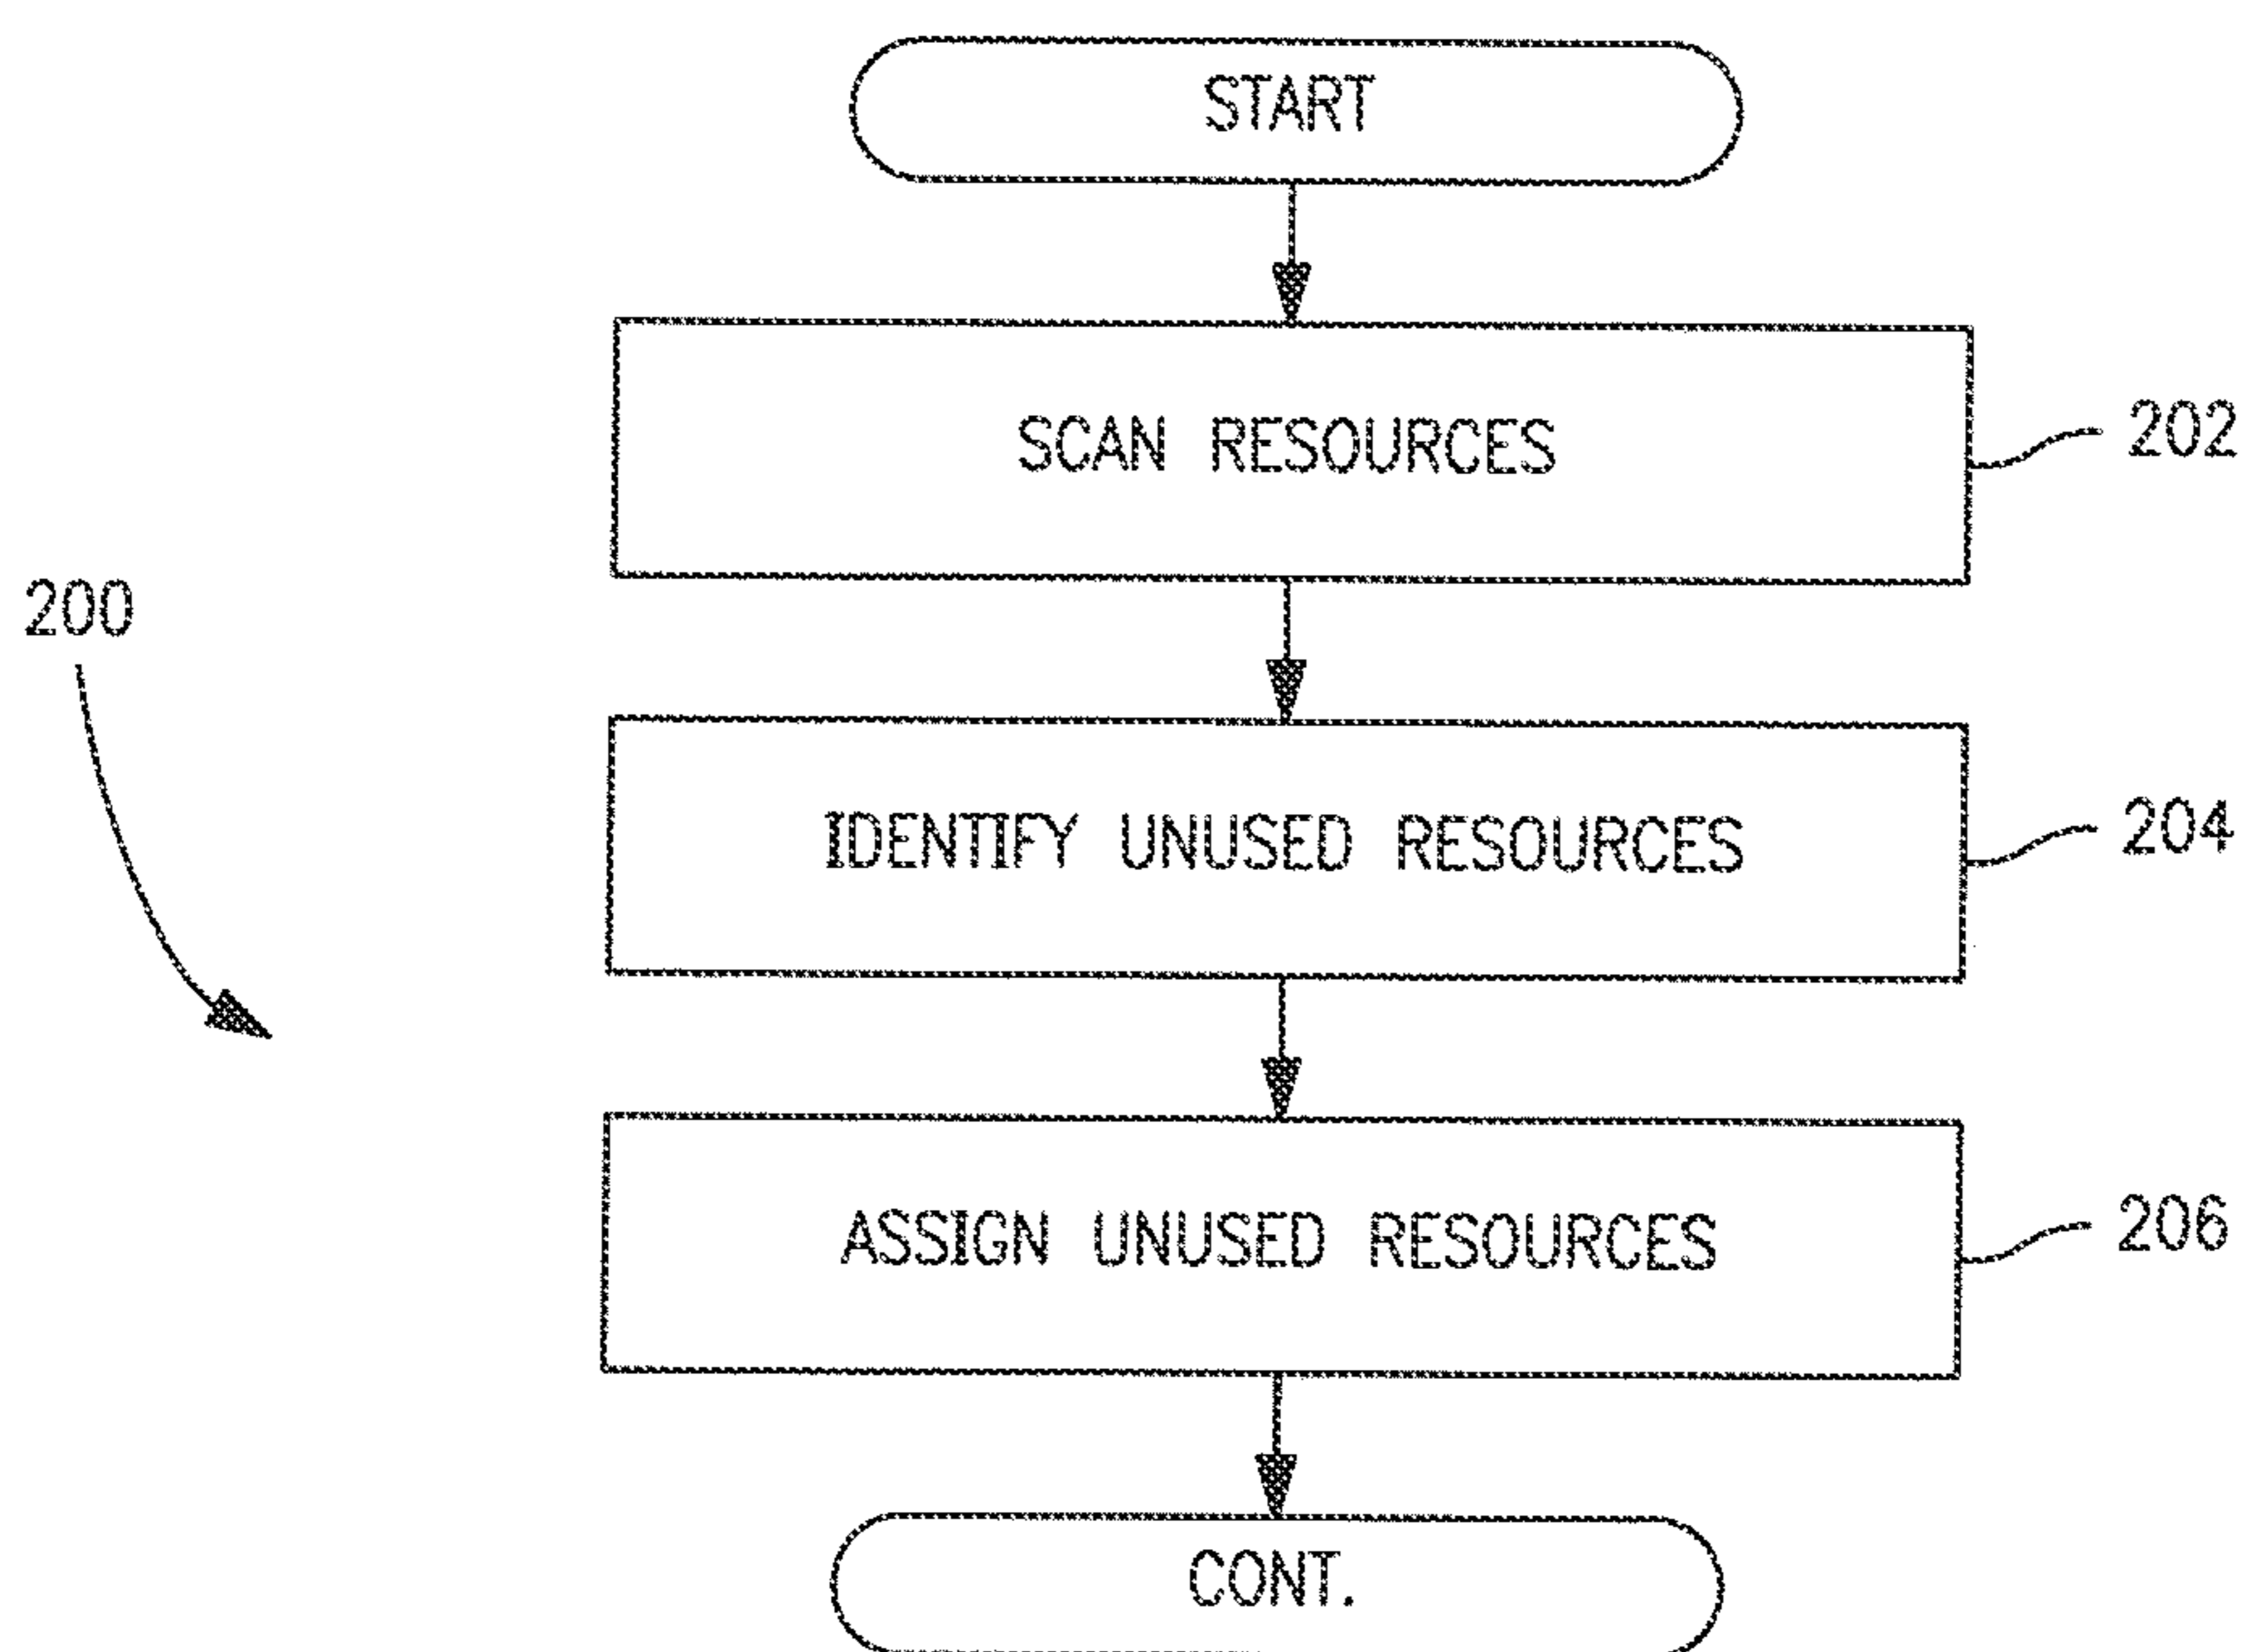 START
SCAN RESOURCES
202
200
IDENTIFY UNUSED RESOURCES
204
ASSIGN UNUSED RESOURCES
206
CONT.